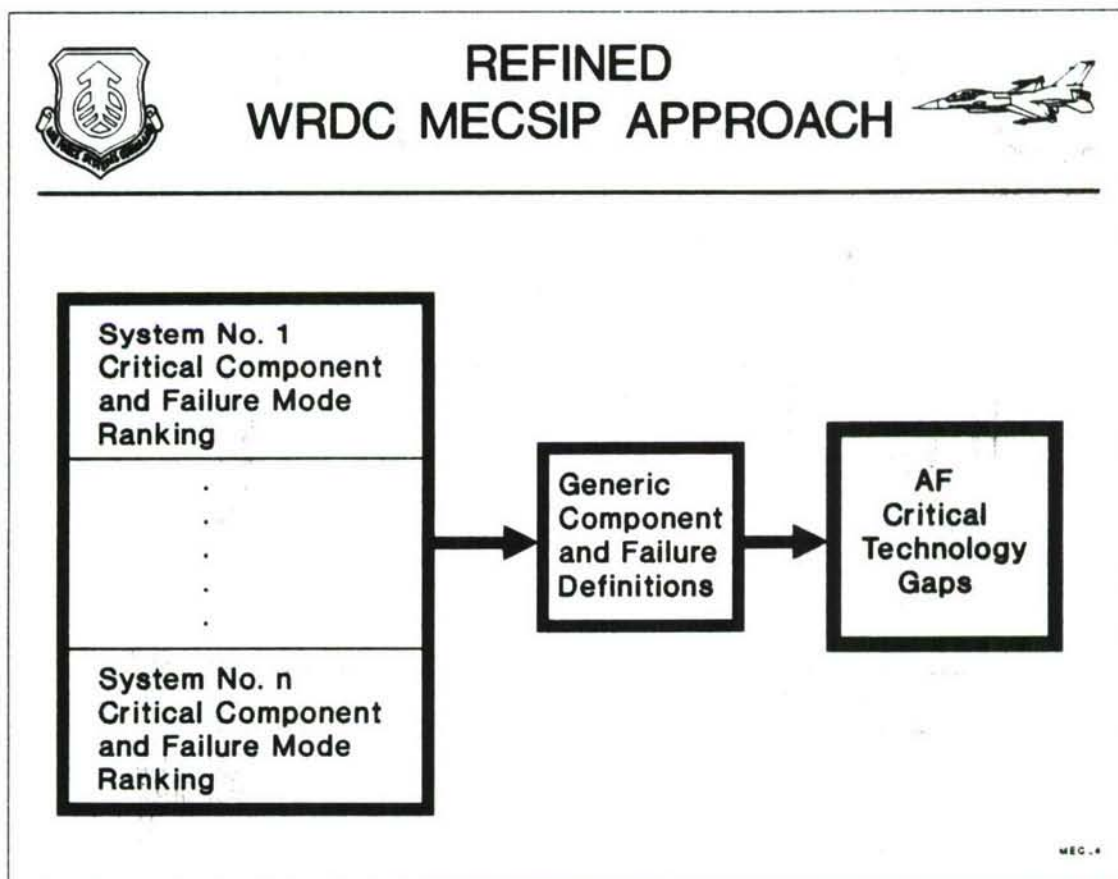 REFINED
WRDC MECSIP APPROACH
System No. 1
Critical Component
and Failure Mode
Ranking
.
.
.
.
.
System No. n
Critical Component
and Failure Mode
Ranking
Generic
Component
and Failure
Definitions
AF
Critical
Technology
Gaps